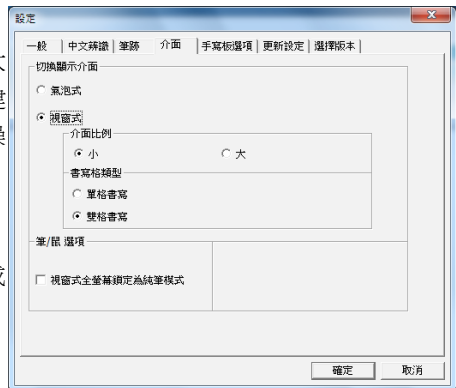 設定
一般 中文辨識 筆跡 介面 手寫板選項 更新設定 選擇版本
切換顯示介面
氣泡式
視窗式
介面比例
小 大
書寫格類型
單格書寫
雙格書寫
筆/鼠 選項
視窗式全螢幕鎖定為純筆模式
確定 取消